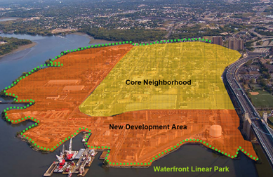 Core Neighborhood
New Development Area
Waterfront Linear Park